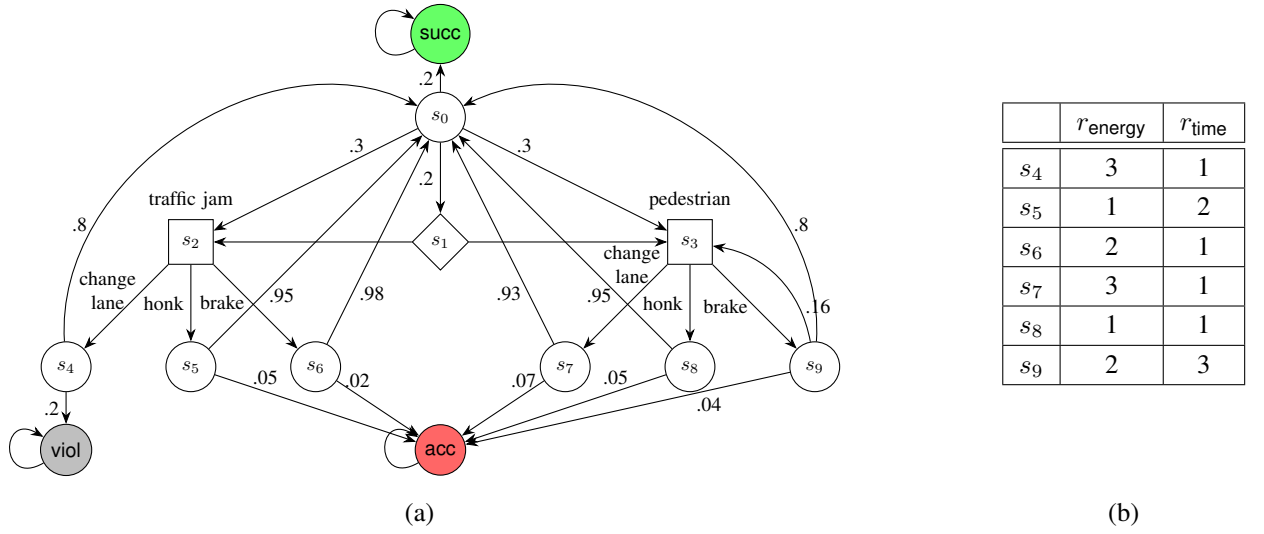 succ
.2
s0
.3
.3
.2
traffic jam
pedestrian
.8
.8
s2
s1
s3
change
lane
honk
brake
.95
.98
.93
.95
change
lane
honk
brake
.16
s4
s5
s6
s7
s8
s9
.2
.05
.02
.07
.05
.04
viol
acc
(a)
r_energy r_time
s4 3 1
s5 1 2
s6 2 1
s7 3 1
s8 1 1
s9 2 3
(b)